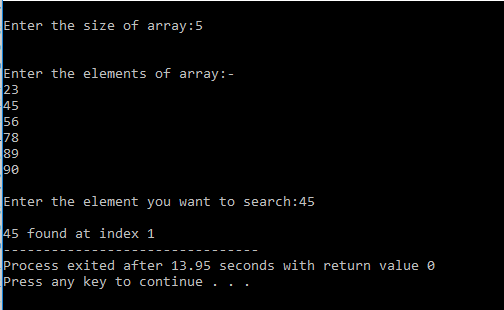 Enter the size of array:5
Enter the elements of array:-
23
45
56
78
89
90
Enter the element you want to search:45
45 found at index 1
--------------------------------
Process exited after 13.95 seconds with return value 0
Press any key to continue . . .